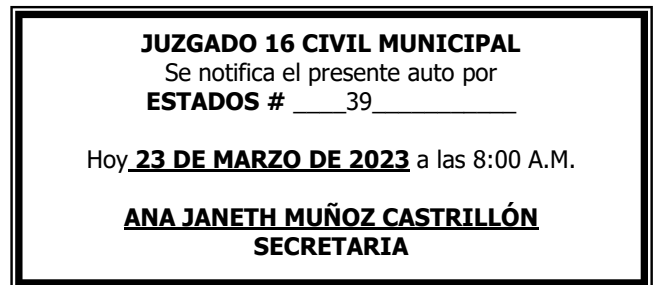 JUZGADO 16 CIVIL MUNICIPAL
Se notifica el presente auto por
ESTADOS # ____39___________
Hoy 23 DE MARZO DE 2023 a las 8:00 A.M.
ANA JANETH MUÑOZ CASTRILLÓN
SECRETARIA